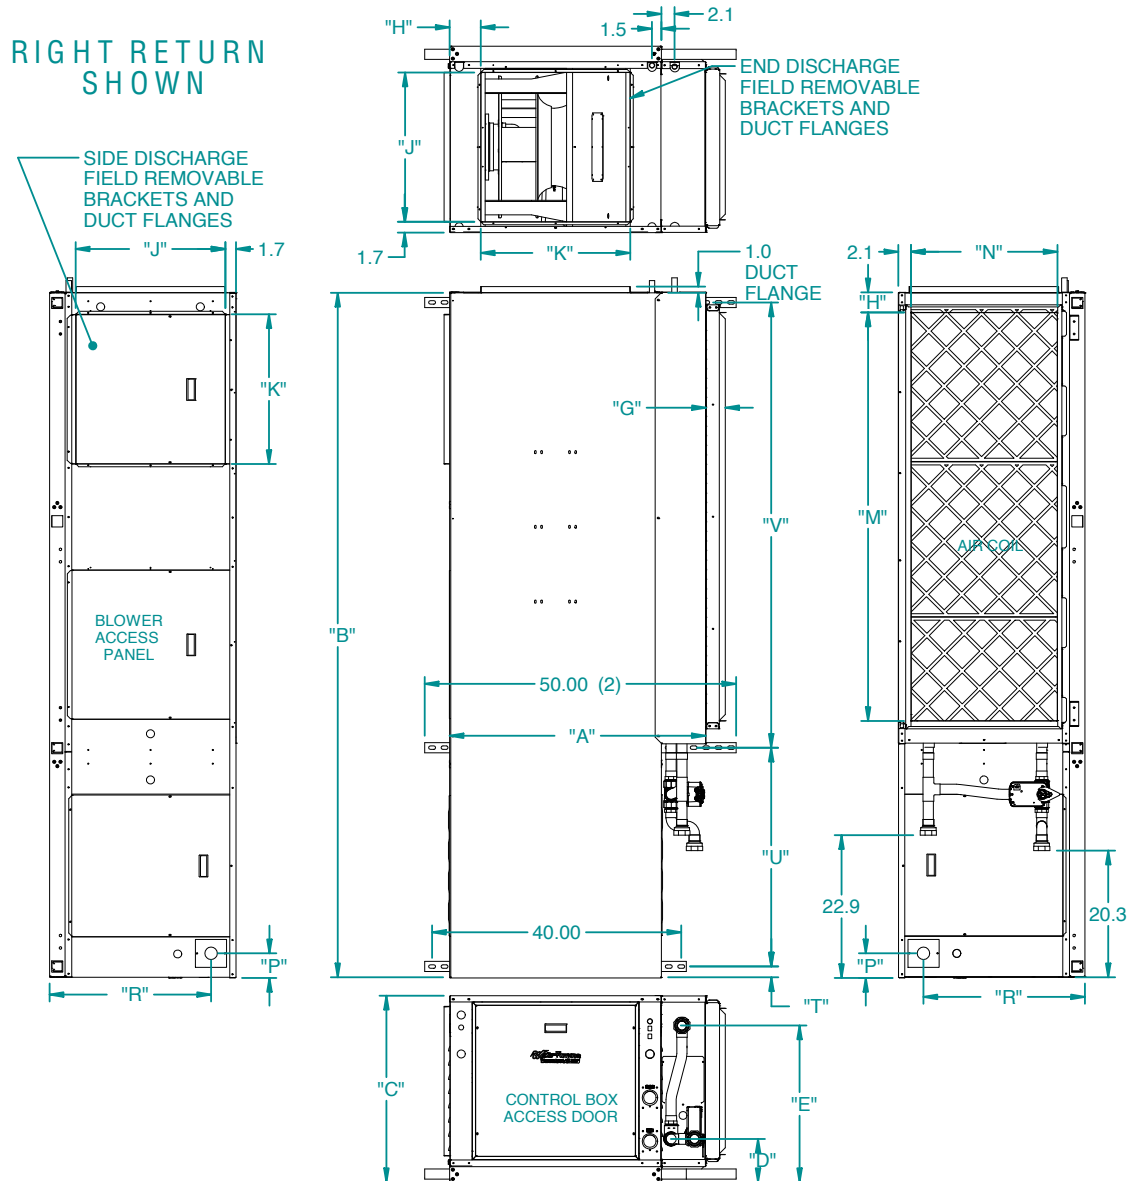 RIGHT RETURN
SHOWN
"H"
1.5
2.1
END DISCHARGE
FIELD REMOVABLE
BRACKETS AND
DUCT FLANGES
"J"
1.7
"K"
SIDE DISCHARGE
FIELD REMOVABLE
BRACKETS AND
DUCT FLANGES
"J"
1.7
"K"
BLOWER
ACCESS
PANEL
"P"
"R"
1.0
DUCT
FLANGE
"G"
"B"
"V"
50.00 (2)
"A"
"U"
40.00
"T"
2.1
"N"
"H"
"M"
AIR COIL
22.9
20.3
"P"
"R"
"C"
CONTROL BOX
ACCESS DOOR
"E"
"D"